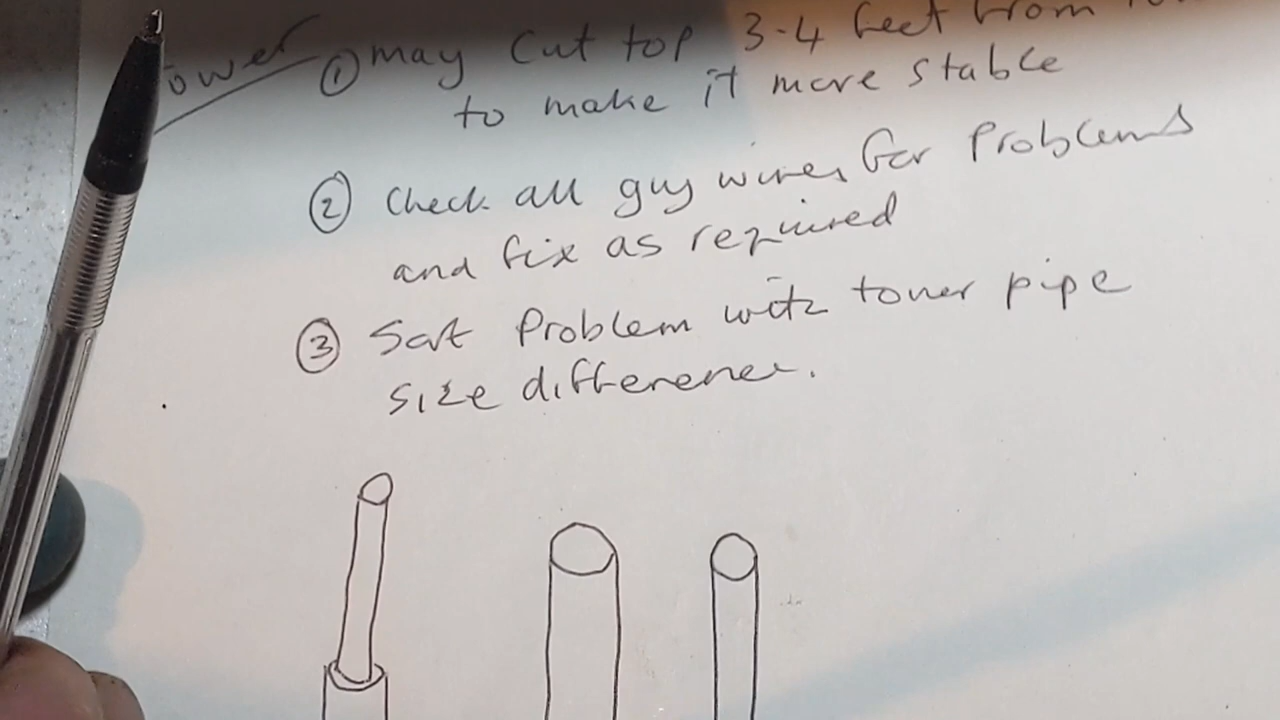 ower
① may Cut top 3-4 feet from
to make it more stable
② Check all guy wires for Problems
and fix as required
③ Sort Problem with tower pipe
size difference.